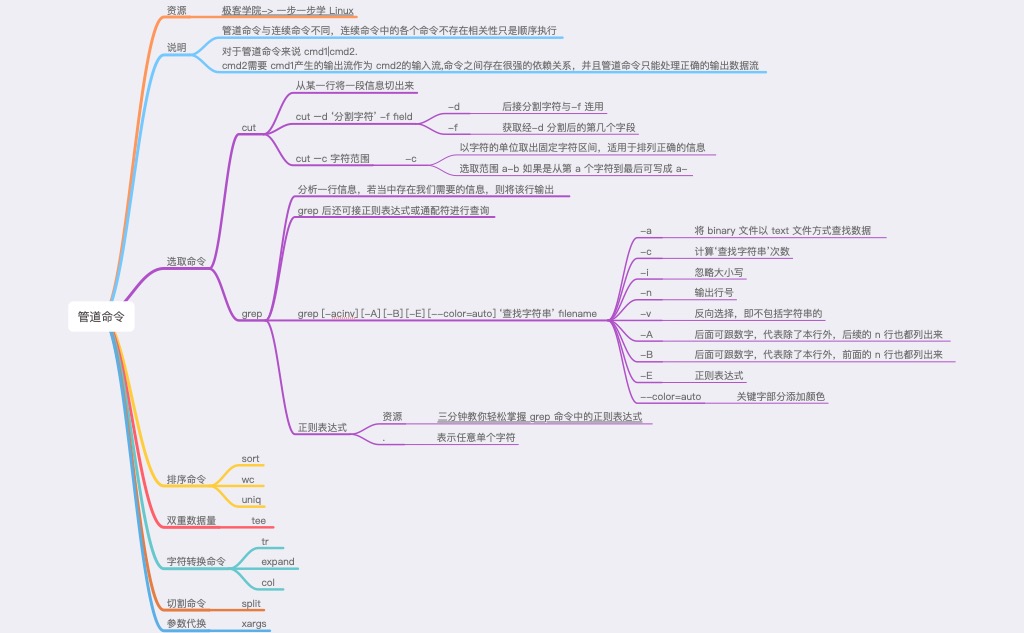 资源
极客学院-> 一步一步学 Linux
说明
管道命令与连续命令不同，连续命令中的各个命令不存在相关性只是顺序执行
对于管道命令来说 cmd1|cmd2.
cmd2需要 cmd1产生的输出流作为 cmd2的输入流,命令之间存在很强的依赖关系，并且管道命令只能处理正确的输出数据流
管道命令
选取命令
cut
从某一行将一段信息切出来
cut —d ‘分割字符’ -f field
-d
后接分割字符与-f 连用
-f
获取经-d 分割后的第几个字段
cut —c 字符范围
-c
以字符的单位取出固定字符区间，适用于排列正确的信息
选取范围 a-b 如果是从第 a 个字符到最后可写成 a-
grep
分析一行信息，若当中存在我们需要的信息，则将该行输出
grep 后还可接正则表达式或通配符进行查询
grep [-acinv] [-A] [-B] [-E] [--color=auto] ‘查找字符串’ filename
-a
将 binary 文件以 text 文件方式查找数据
-c
计算‘查找字符串’次数
-i
忽略大小写
-n
输出行号
-v
反向选择，即不包括字符串的
-A
后面可跟数字，代表除了本行外，后续的 n 行也都列出来
-B
后面可跟数字，代表除了本行外，前面的 n 行也都列出来
-E
正则表达式
--color=auto
关键字部分添加颜色
正则表达式
资源
三分钟教你轻松掌握 grep 命令中的正则表达式
.
表示任意单个字符
排序命令
sort
wc
uniq
双重数据量
tee
字符转换命令
tr
expand
col
切割命令
split
参数代换
xargs